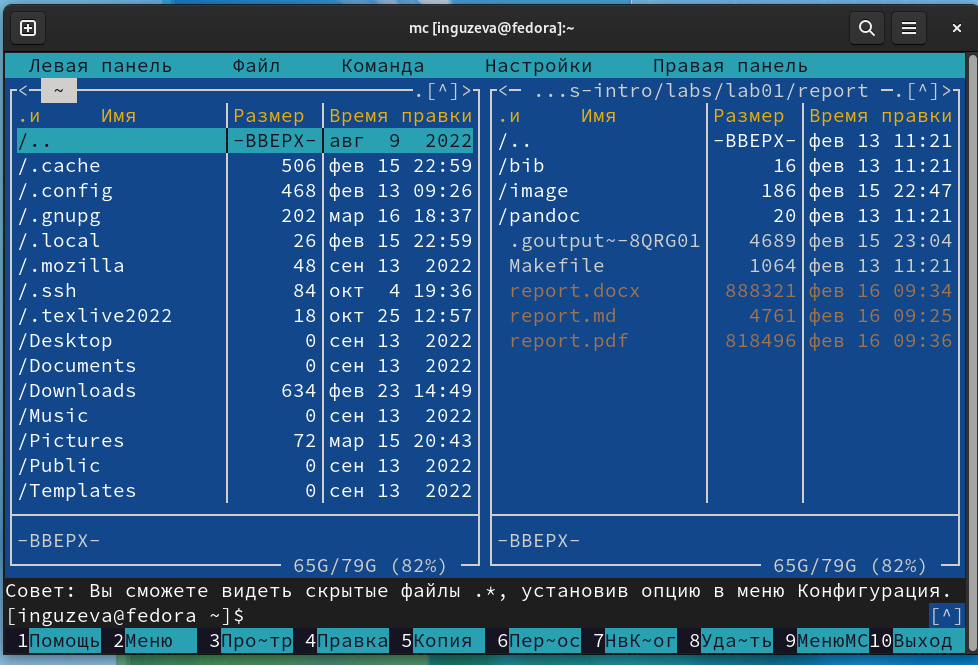 mc [inguzeva@fedora]:~
Левая панель Файл Команда Настройки Правая панель
<- ~ .[^]> <- ...s-intro/labs/lab01/report -.[^]>
.и Имя Размер Время правки .и Имя Размер Время правки
/.. -ВВЕРХ- авг 9 2022 /.. -ВВЕРХ- фев 13 11:21
/.cache 506 фев 15 22:59 /bib 16 фев 13 11:21
/.config 468 фев 13 09:26 /image 186 фев 15 22:47
/.gnupg 202 мар 16 18:37 /pandoc 20 фев 13 11:21
/.local 26 фев 15 22:59 .goutput~-8QRG01 4689 фев 15 23:04
/.mozilla 48 сен 13 2022 Makefile 1064 фев 13 11:21
/.ssh 84 окт 4 19:36 report.docx 888321 фев 16 09:34
/.texlive2022 18 окт 25 12:57 report.md 4761 фев 16 09:25
/Desktop 0 сен 13 2022 report.pdf 818496 фев 16 09:36
/Documents 0 сен 13 2022
/Downloads 634 фев 23 14:49
/Music 0 сен 13 2022
/Pictures 72 мар 15 20:43
/Public 0 сен 13 2022
/Templates 0 сен 13 2022
-ВВЕРХ- -ВВЕРХ-
65G/79G (82%) 65G/79G (82%)
Совет: Вы сможете видеть скрытые файлы .*, установив опцию в меню Конфигурация.
[inguzeva@fedora ~]$ [^]
1Помощь 2Меню 3Про~тр 4Правка 5Копия 6Пер~ос 7НвК~ог 8Уда~ть 9МенюMC 10Выход